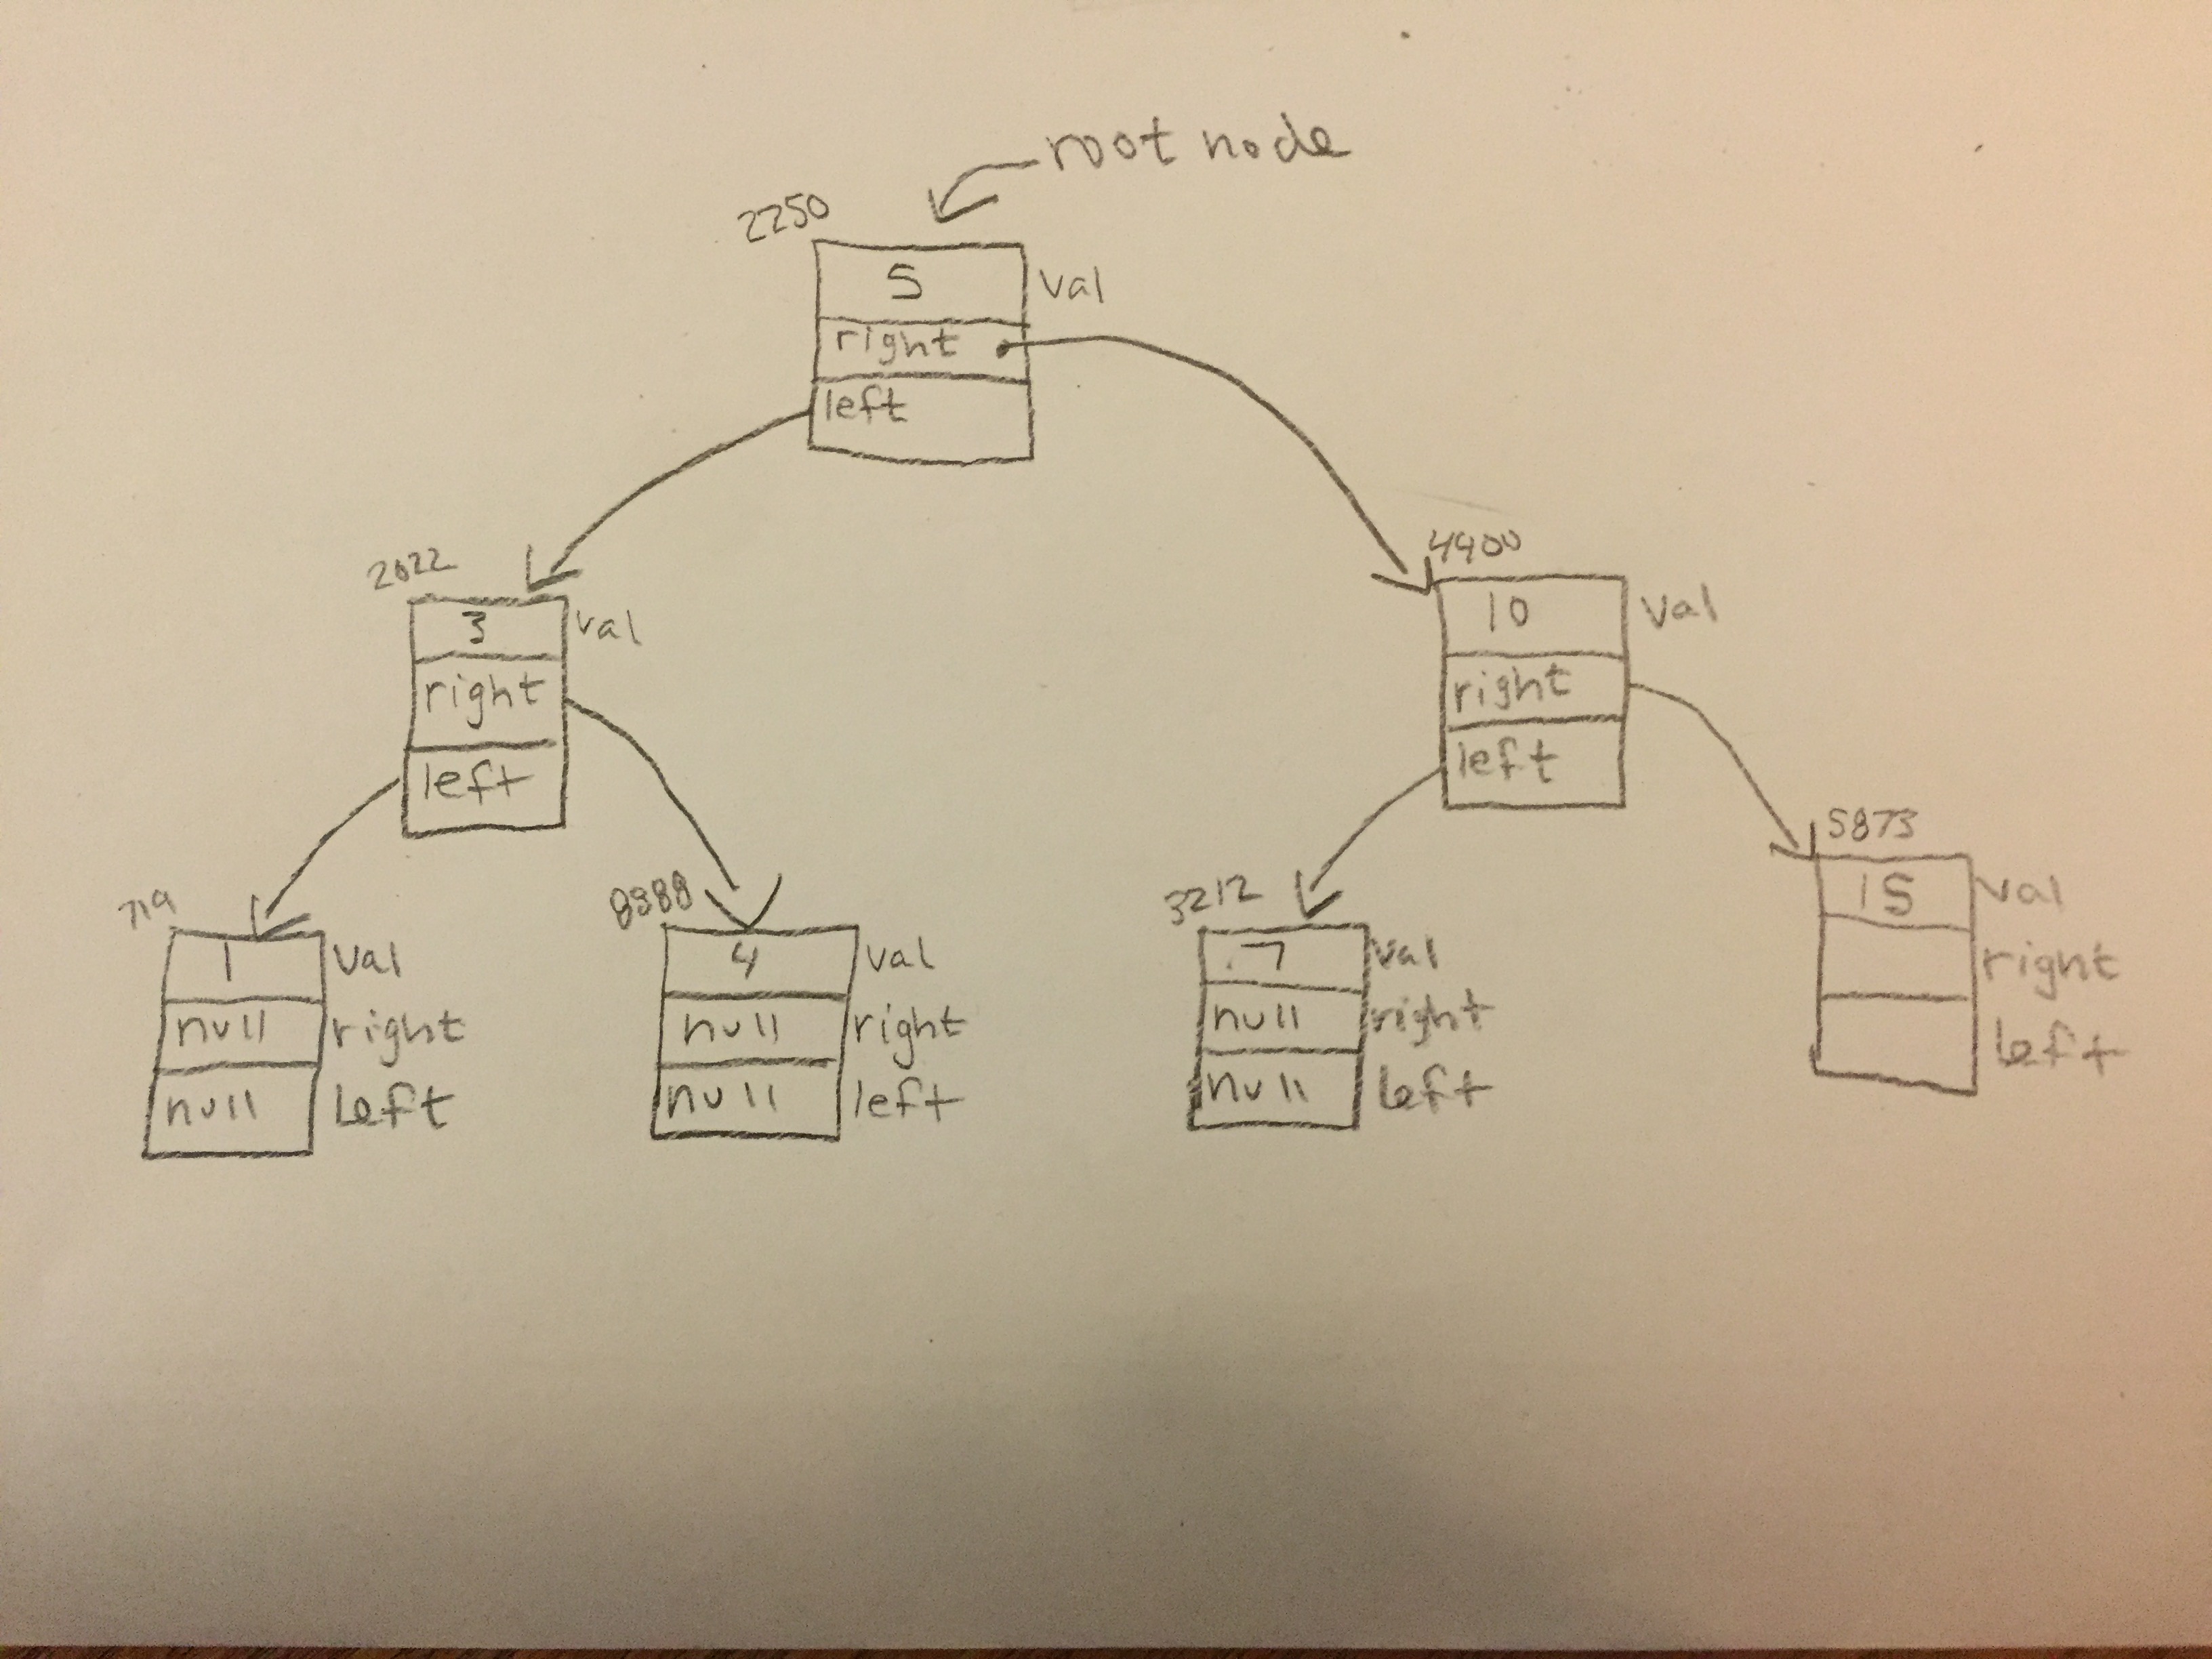 root node
2250
5 val
right
left
2022
3 val
right
left
4400
10 val
right
left
719
1 val
null right
null left
8988
4 val
null right
null left
3212
7 val
null right
null left
5873
15 val
right
left